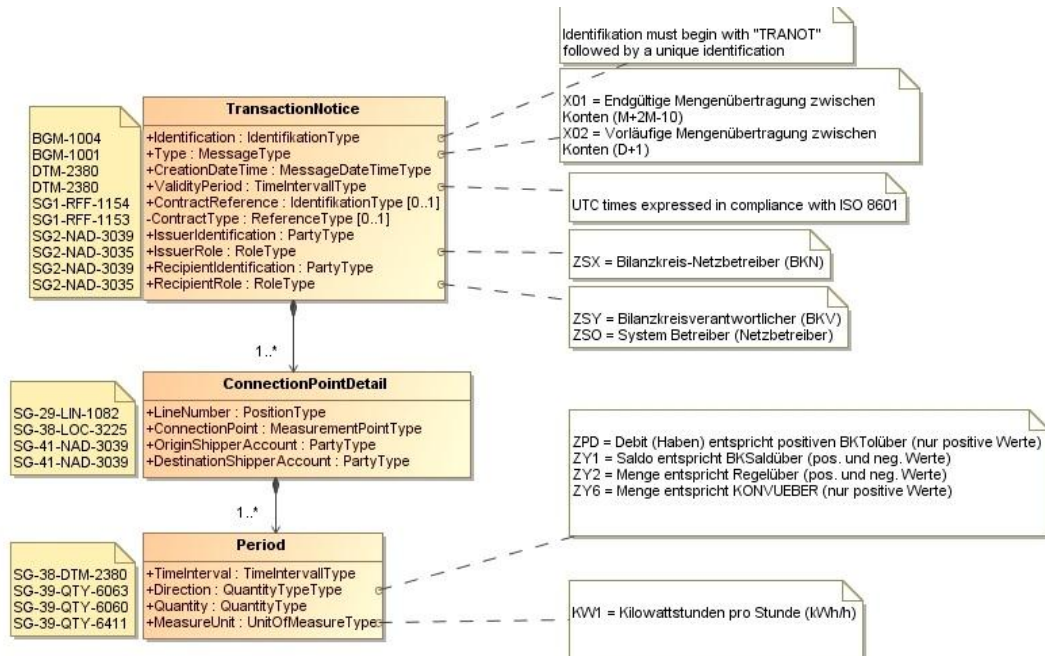 Identifikation must begin with "TRANOT"
followed by a unique identification
X01 = Endgültige Mengenübertragung zwischen
Konten (M+2M-10)
X02 = Vorläufige Mengenübertragung zwischen
Konten (D+1)
UTC times expressed in compliance with ISO 8601
ZSX = Bilanzkreis-Netzbetreiber (BKN)
ZSY = Bilanzkreisverantwortlicher (BKV)
ZSO = System Betreiber (Netzbetreiber)
BGM-1004
BGM-1001
DTM-2380
DTM-2380
SG1-RFF-1154
SG1-RFF-1153
SG2-NAD-3039
SG2-NAD-3035
SG2-NAD-3039
SG2-NAD-3035
TransactionNotice
+Identification : IdentifikationType
+Type : MessageType
+CreationDateTime : MessageDateTimeType
+ValidityPeriod : TimeIntervallType
+ContractReference : IdentifikationType [0..1]
-ContractType : ReferenceType [0..1]
+IssuerIdentification : PartyType
+IssuerRole : RoleType
+RecipientIdentification : PartyType
+RecipientRole : RoleType
1..*
SG-29-LIN-1082
SG-38-LOC-3225
SG-41-NAD-3039
SG-41-NAD-3039
ConnectionPointDetail
+LineNumber : PositionType
+ConnectionPoint : MeasurementPointType
+OriginShipperAccount : PartyType
+DestinationShipperAccount : PartyType
1..*
ZPD = Debit (Haben) entspricht positiven BKTolüber (nur positive Werte)
ZY1 = Saldo entspricht BKSaldüber (pos. und neg. Werte)
ZY2 = Menge entspricht Regelüber (pos. und neg. Werte)
ZY6 = Menge entspricht KONVUEBER (nur positive Werte)
SG-38-DTM-2380
SG-39-QTY-6063
SG-39-QTY-6060
SG-39-QTY-6411
Period
+TimeInterval : TimeIntervallType
+Direction : QuantityTypeType
+Quantity : QuantityType
+MeasureUnit : UnitOfMeasureType
KW1 = Kilowattstunden pro Stunde (kWh/h)